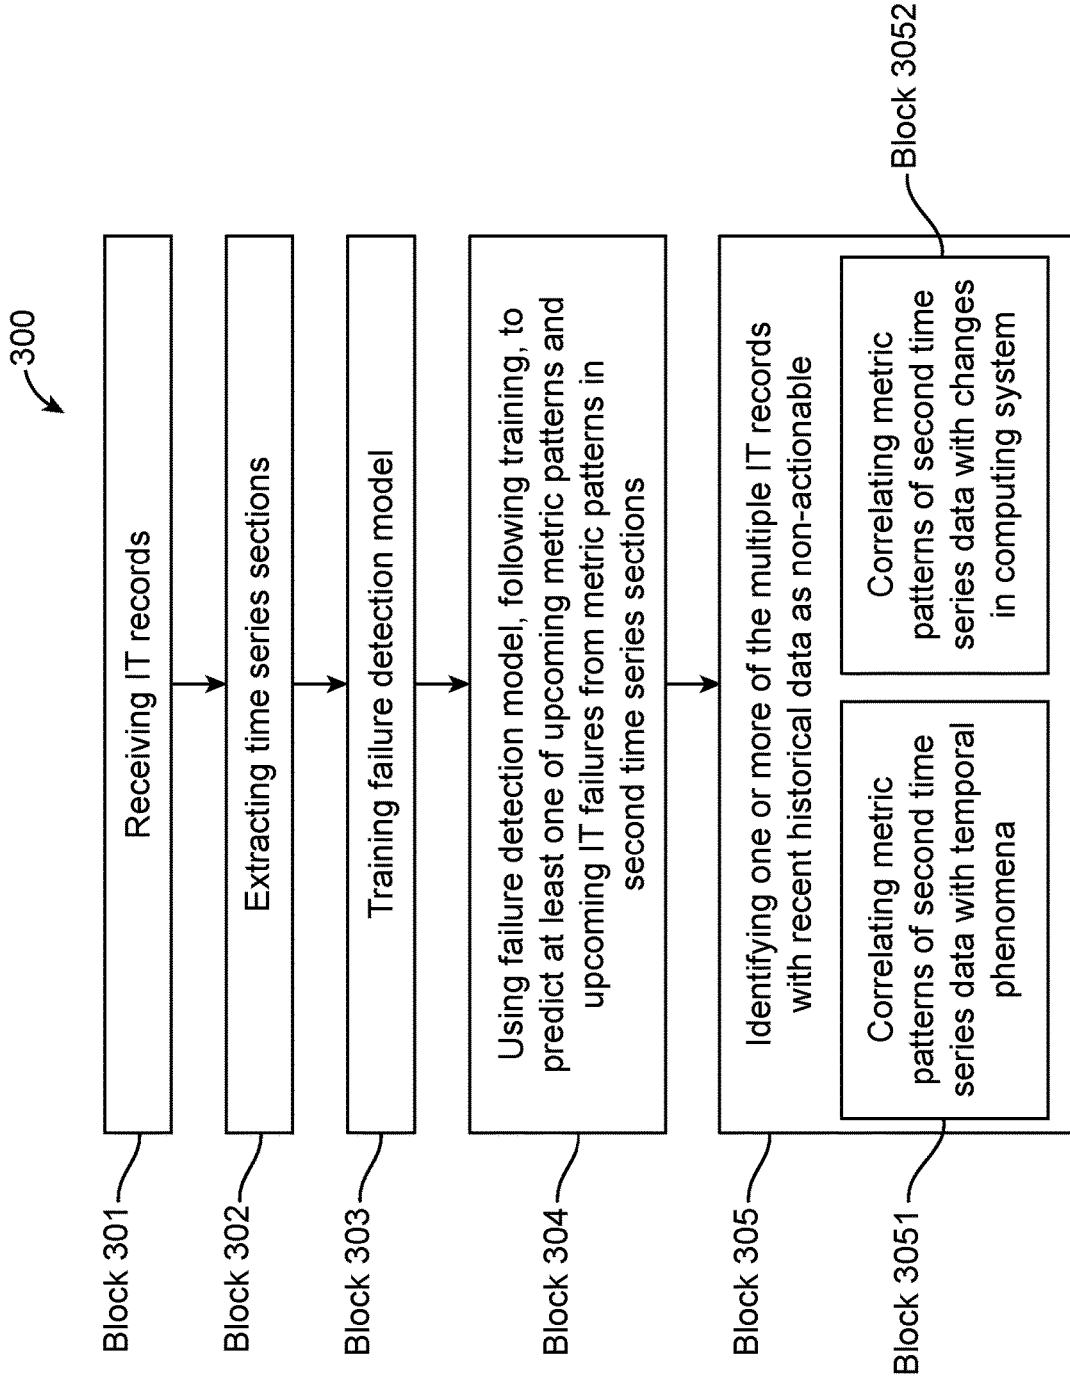 300
Block 301
Receiving IT records
Block 302
Extracting time series sections
Block 303
Training failure detection model
Block 304
Using failure detection model, following training, to
predict at least one of upcoming metric patterns and
upcoming IT failures from metric patterns in
second time series sections
Block 305
Identifying one or more of the multiple IT records
with recent historical data as non-actionable
Block 3051
Correlating metric
patterns of second time
series data with temporal
phenomena
Correlating metric
patterns of second time
series data with changes
in computing system
Block 3052